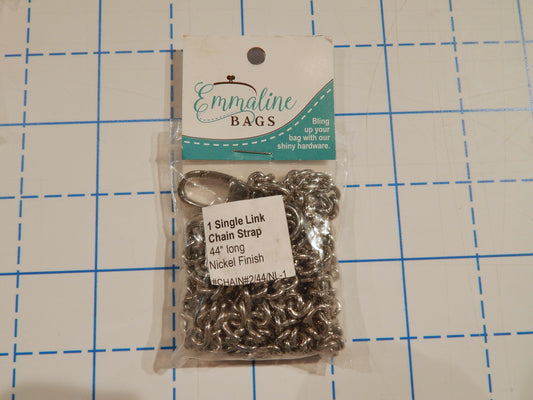 Emmaline
BAGS
Bling
up your
bag with our
shiny hardware.
1 Single Link
Chain Strap
44" long
Nickel Finish
#CHAIN#2/44/NL-1